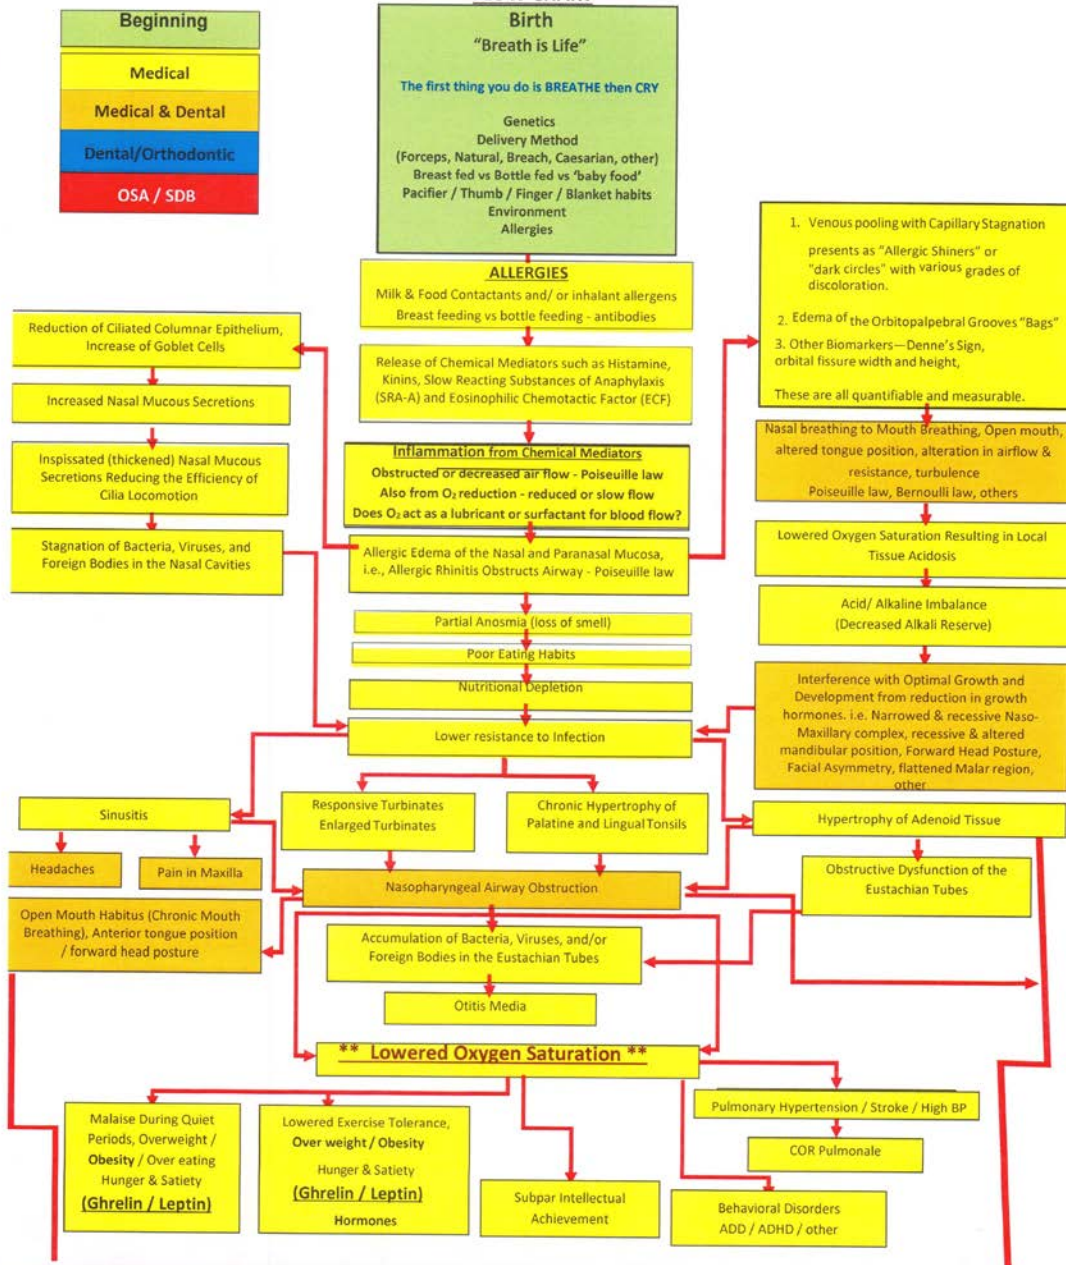 Beginning
Medical
Medical & Dental
Dental/Orthodontic
OSA / SDB
Birth
“Breath is Life”
The first thing you do is BREATHE then CRY
Genetics
Delivery Method
(Forceps, Natural, Breach, Caesarian, other)
Breast fed vs Bottle fed vs ‘baby food’
Pacifier / Thumb / Finger / Blanket habits
Environment
Allergies
ALLERGIES
Milk & Food Contactants and/ or inhalant allergens
Breast feeding vs bottle feeding - antibodies
Release of Chemical Mediators such as Histamine,
Kinins, Slow Reacting Substances of Anaphylaxis
(SRA-A) and Eosinophilic Chemotactic Factor (ECF)
Inflammation from Chemical Mediators
Obstructed or decreased air flow - Poiseuille law
Also from O₂ reduction - reduced or slow flow
Does O₂ act as a lubricant or surfactant for blood flow?
Allergic Edema of the Nasal and Paranasal Mucosa,
i.e., Allergic Rhinitis Obstructs Airway - Poiseuille law
Reduction of Ciliated Columnar Epithelium,
Increase of Goblet Cells
Increased Nasal Mucous Secretions
Inspissated (thickened) Nasal Mucous
Secretions Reducing the Efficiency of
Cilia Locomotion
Stagnation of Bacteria, Viruses, and
Foreign Bodies in the Nasal Cavities
1. Venous pooling with Capillary Stagnation
presents as “Allergic Shiners” or
“dark circles” with various grades of
discoloration.
2. Edema of the Orbitopalpebral Grooves “Bags”
3. Other Biomarkers—Denne’s Sign,
orbital fissure width and height,
These are all quantifiable and measurable.
Nasal breathing to Mouth Breathing, Open mouth,
altered tongue position, alteration in airflow &
resistance, turbulence
Poiseuille law, Bernoulli law, others
Lowered Oxygen Saturation Resulting in Local
Tissue Acidosis
Acid/ Alkaline Imbalance
(Decreased Alkali Reserve)
Interference with Optimal Growth and
Development from reduction in growth
hormones. i.e. Narrowed & recessive Naso-
Maxillary complex, recessive & altered
mandibular position, Forward Head Posture,
Facial Asymmetry, flattened Malar region,
other
Partial Anosmia (loss of smell)
Poor Eating Habits
Nutritional Depletion
Lower resistance to Infection
Sinusitis
Headaches
Pain in Maxilla
Responsive Turbinates
Enlarged Turbinates
Chronic Hypertrophy of
Palatine and Lingual Tonsils
Hypertrophy of Adenoid Tissue
Obstructive Dysfunction of the
Eustachian Tubes
Nasopharyngeal Airway Obstruction
Open Mouth Habitus (Chronic Mouth
Breathing), Anterior tongue position
/ forward head posture
Accumulation of Bacteria, Viruses, and/or
Foreign Bodies in the Eustachian Tubes
Otitis Media
** Lowered Oxygen Saturation **
Malaise During Quiet
Periods, Overweight /
Obesity / Over eating
Hunger & Satiety
(Ghrelin / Leptin)
Lowered Exercise Tolerance,
Over weight / Obesity
Hunger & Satiety
(Ghrelin / Leptin)
Hormones
Subpar Intellectual
Achievement
Pulmonary Hypertension / Stroke / High BP
COR Pulmonale
Behavioral Disorders
ADD / ADHD / other